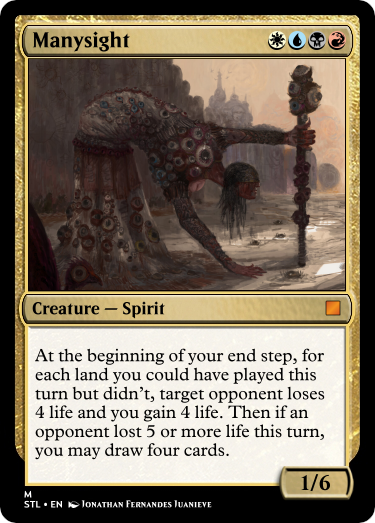 Manysight
Creature — Spirit
At the beginning of your end step, for
each land you could have played this
turn but didn't, target opponent loses
4 life and you gain 4 life. Then if an
opponent lost 5 or more life this turn,
you may draw four cards.
1/6
M
STL • EN Jonathan Fernandes Juanieve